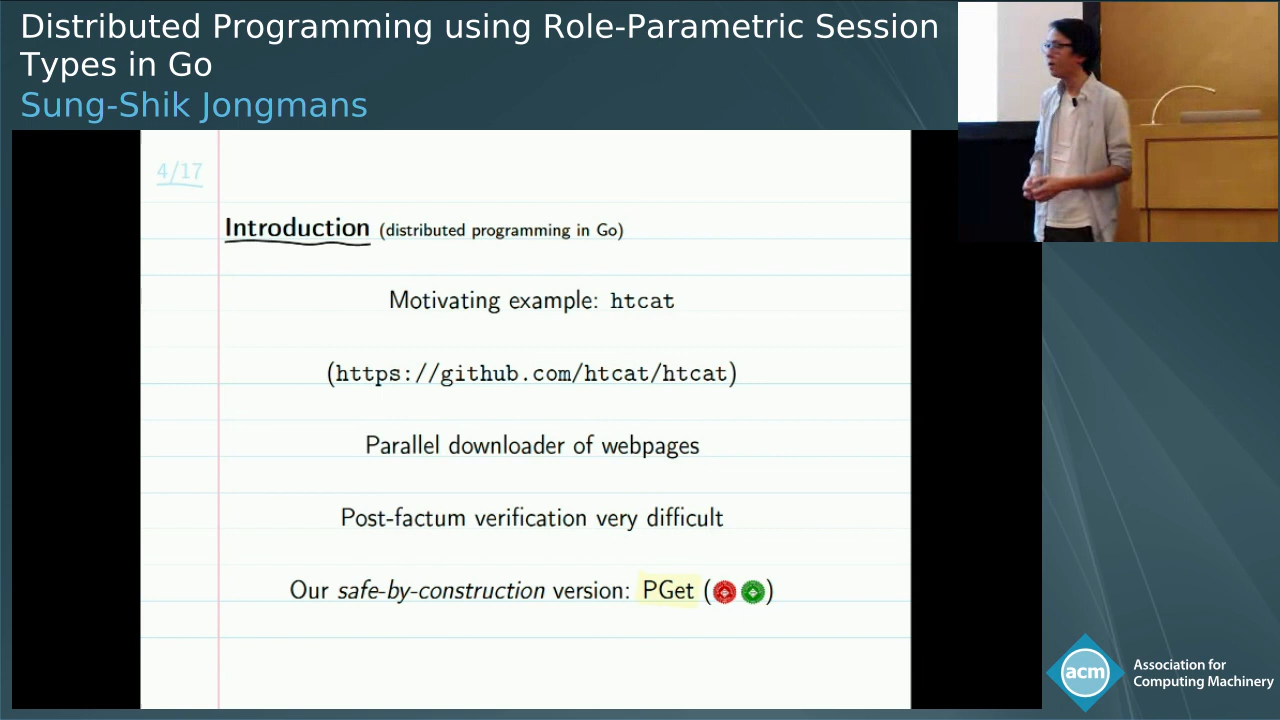 Distributed Programming using Role-Parametric Session
Types in Go
Sung-Shik Jongmans
4/17
Introduction (distributed programming in Go)
Motivating example: htcat
(https://github.com/htcat/htcat)
Parallel downloader of webpages
Post-factum verification very difficult
Our safe-by-construction version: PGet ( )
acm
Association for
Computing Machinery